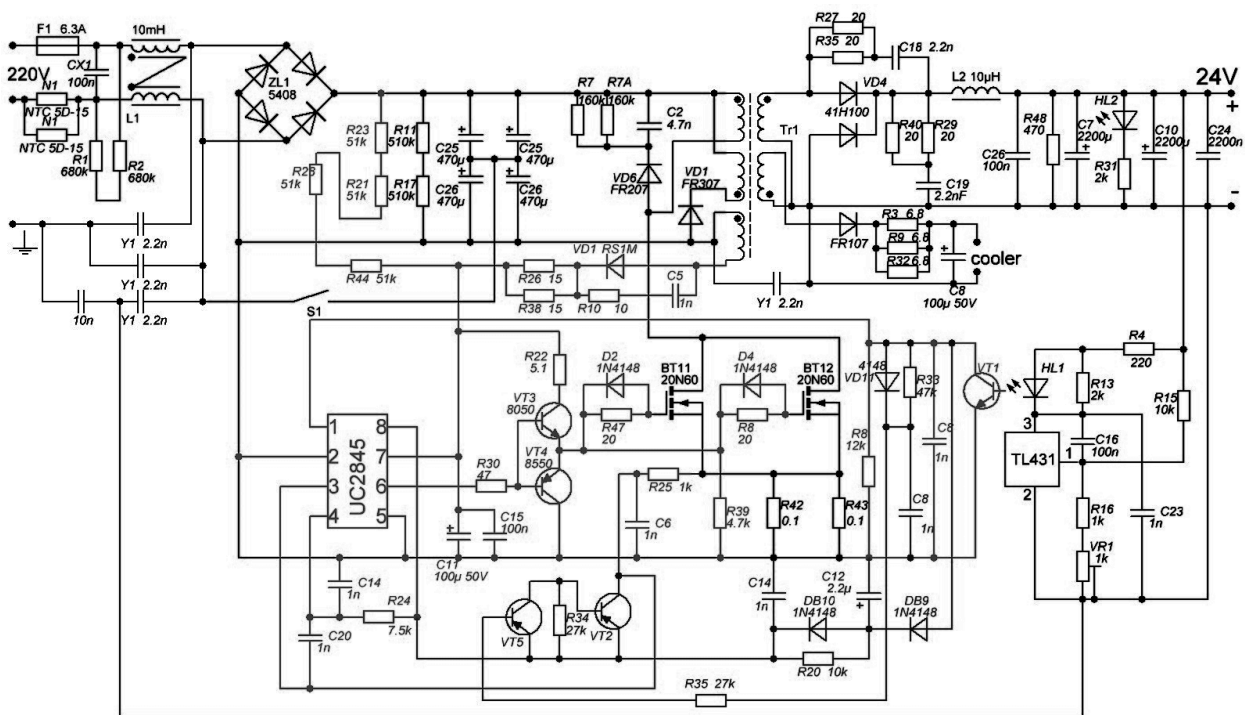 F1 6.3A
10mH
CX1
100n
220V
N1
NTC 5D-15
N1
NTC 5D-15
L1
R1
680k
R2
680k
ZL1
5408
R23
51k
R11
510k
C25
470µ
C25
470µ
R23
51k
R21
51k
R17
510k
C26
470µ
C26
470µ
R7
160k
R7A
160k
C2
4.7n
VD6
FR207
VD1
FR307
Tr1
R27 20
R35 20
C18 2.2n
VD4
41H100
L2 10µH
R40
20
R29
20
C19
2.2nF
C26
100n
R48
470
C7
2200µ
HL2
R31
2k
C10
2200µ
C24
220n
24V
+
-
Y1 2.2n
Y1 2.2n
10n
Y1 2.2n
S1
R44 51k
R26 15
R38 15
VD1 RS1M
R10 10
C5
1n
Y1 2.2n
FR107
R3 6.8
R9 6.8
R32 6.8
C8
100µ 50V
cooler
R22
5.1
VT3
8050
VT4
8550
R30
47
D2
1N4148
R47
20
BT11
20N60
D4
1N4148
R8
20
BT12
20N60
4148
VD11
R33
47k
VT1
HL1
R4
220
R13
2k
R15
10k
1
2
3
4
UC2845
8
7
6
5
R8
12k
C8
1n
C8
1n
3
TL431
1
2
C16
100n
R16
1k
VR1
1k
C23
1n
C11
100µ 50V
C15
100n
R25 1k
C6
1n
R39
4.7k
R42
0.1
R43
0.1
C14
1n
R24
7.5k
C20
1n
VT5
R34
27k
VT2
C14
1n
C12
2.2µ
DB10
1N4148
DB9
1N4148
R20 10k
R35 27k